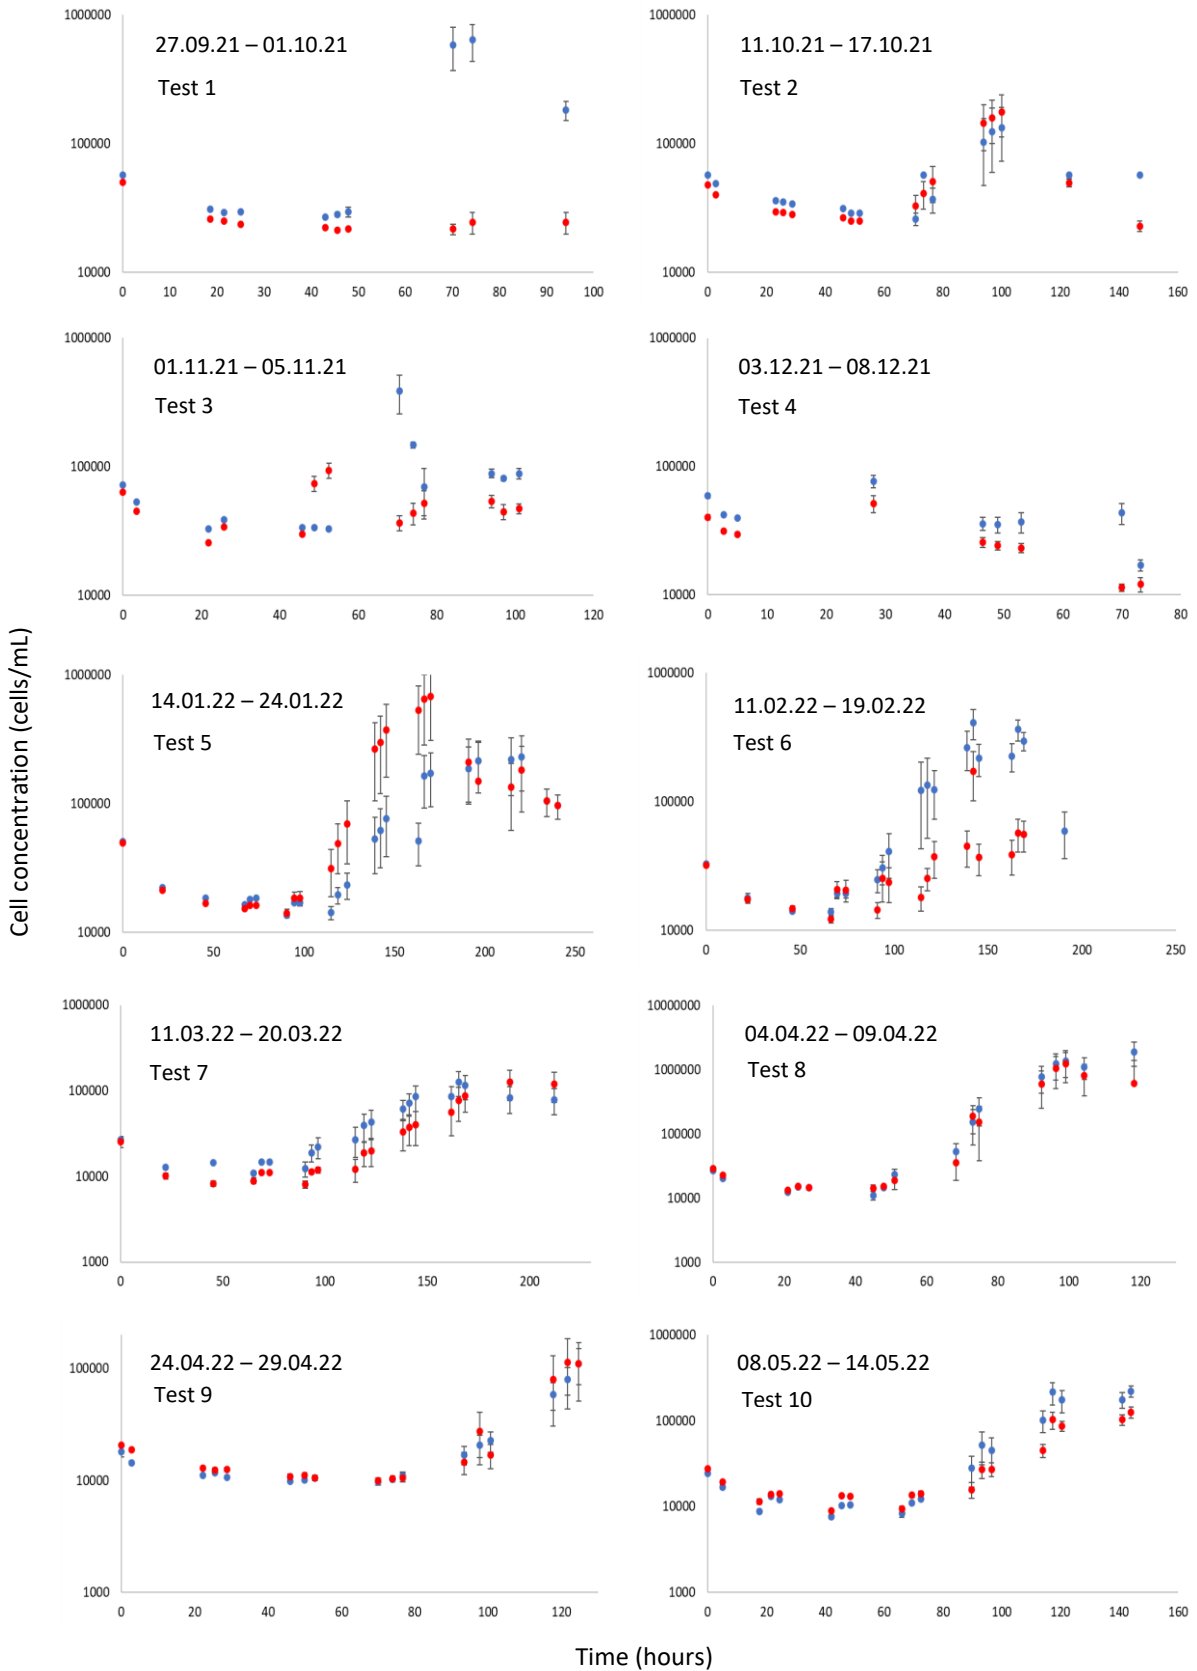 27.09.21 – 01.10.21
Test 1
1000000
100000
10000
0 10 20 30 40 50 60 70 80 90 100
11.10.21 – 17.10.21
Test 2
1000000
100000
10000
0 20 40 60 80 100 120 140 160
01.11.21 – 05.11.21
Test 3
1000000
100000
10000
0 20 40 60 80 100 120
03.12.21 – 08.12.21
Test 4
1000000
100000
10000
0 10 20 30 40 50 60 70 80
Cell concentration (cells/mL)
14.01.22 – 24.01.22
Test 5
1000000
100000
10000
0 50 100 150 200 250
11.02.22 – 19.02.22
Test 6
1000000
100000
10000
0 50 100 150 200 250
11.03.22 – 20.03.22
Test 7
1000000
100000
10000
1000
0 50 100 150 200
04.04.22 – 09.04.22
Test 8
10000000
1000000
100000
10000
1000
0 20 40 60 80 100 120
24.04.22 – 29.04.22
Test 9
100000
10000
1000
0 20 40 60 80 100 120
08.05.22 – 14.05.22
Test 10
1000000
100000
10000
1000
0 20 40 60 80 100 120 140 160
Time (hours)